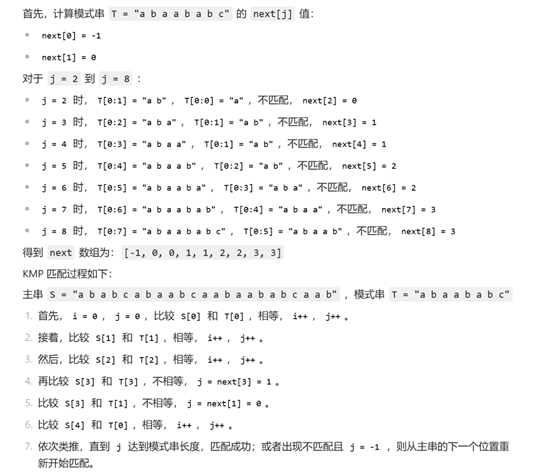 首先，计算模式串 T = "a b a a b a b c" 的 next[j] 值：
next[0] = -1
next[1] = 0
对于 j = 2 到 j = 8 ：
j = 2 时， T[0:1] = "a b" ， T[0:0] = "a"，不匹配， next[2] = 0
j = 3 时， T[0:2] = "a b a" ， T[0:1] = "a b" ，不匹配， next[3] = 1
j = 4 时， T[0:3] = "a b a a" ， T[0:1] = "a b" ，不匹配， next[4] = 1
j = 5 时， T[0:4] = "a b a a b" ， T[0:2] = "a b" ，不匹配， next[5] = 2
j = 6 时， T[0:5] = "a b a a b a" ，T[0:3] = "a b a" ，不匹配， next[6] = 2
j = 7 时， T[0:6] = "a b a a b a b" ， T[0:4] = "a b a a" ，不匹配， next[7] = 3
j = 8 时， T[0:7] = "a b a a b a b c" ，T[0:5] = "a b a a b" ，不匹配， next[8] = 3
得到 next 数组为： [-1, 0, 0, 1, 1, 2, 2, 3, 3]
KMP 匹配过程如下：
主串 S = "a b a b c a b a a b c a a b a a b a b c a a b" ，模式串 T = "a b a a b a b c"
1. 首先， i = 0 ， j = 0 ，比较 S[0] 和 T[0] ，相等， i++ ， j++ 。
2. 接着，比较 S[1] 和 T[1] ，相等， i++ ， j++ 。
3. 然后，比较 S[2] 和 T[2] ，相等， i++ ， j++ 。
4. 再比较 S[3] 和 T[3] ，不相等， j = next[3] = 1 。
5. 比较 S[3] 和 T[1] ，不相等， j = next[1] = 0 。
6. 比较 S[4] 和 T[0] ，相等， i++ ， j++ 。
7. 依次类推，直到 j 达到模式串长度，匹配成功；或者出现不匹配且 j = -1 ，则从主串的下一个位置重
新开始匹配。